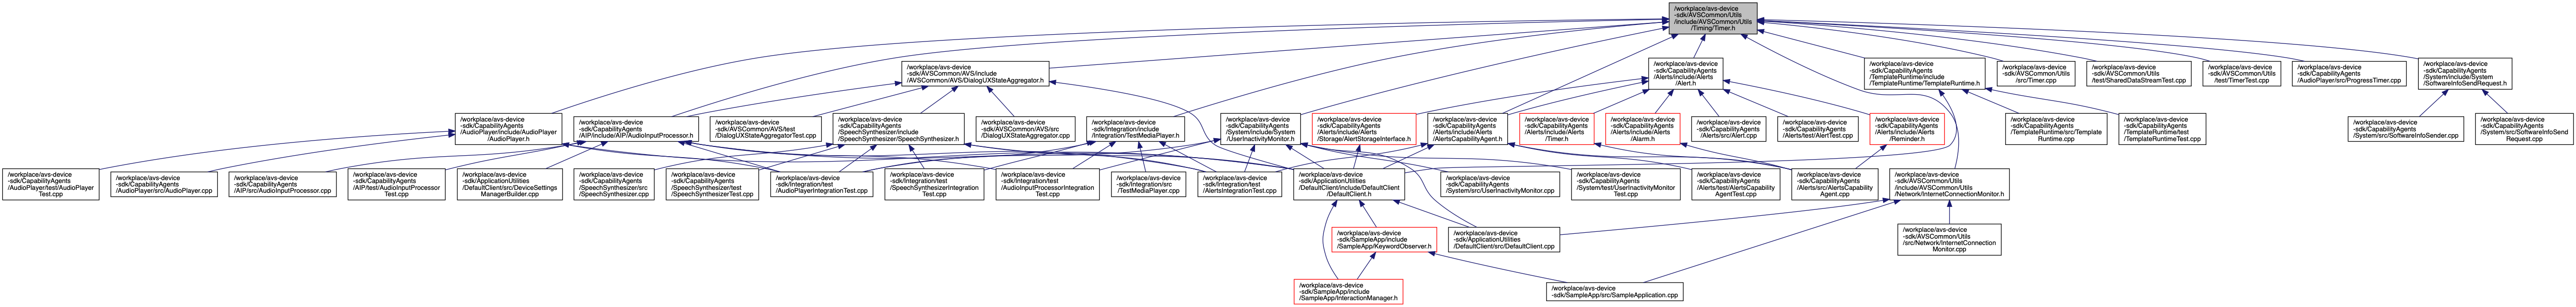 /workplace/avs-device
-sdk/AVSCommon/Utils
/include/AVSCommon/Utils
/Timing/Timer.h
/workplace/avs-device
-sdk/AVSCommon/AVS/include
/AVSCommon/AVS/DialogUXStateAggregator.h
/workplace/avs-device
-sdk/CapabilityAgents
/Alerts/include/Alerts
/Alert.h
/workplace/avs-device
-sdk/CapabilityAgents
/TemplateRuntime/include
/TemplateRuntime/TemplateRuntime.h
/workplace/avs-device
-sdk/AVSCommon/Utils
/src/Timer.cpp
/workplace/avs-device
-sdk/AVSCommon/Utils
/test/SharedDataStreamTest.cpp
/workplace/avs-device
-sdk/AVSCommon/Utils
/test/TimerTest.cpp
/workplace/avs-device
-sdk/CapabilityAgents
/AudioPlayer/src/ProgressTimer.cpp
/workplace/avs-device
-sdk/CapabilityAgents
/System/include/System
/SoftwareInfoSendRequest.h
/workplace/avs-device
-sdk/CapabilityAgents
/AudioPlayer/include/AudioPlayer
/AudioPlayer.h
/workplace/avs-device
-sdk/CapabilityAgents
/AIP/include/AIP/AudioInputProcessor.h
/workplace/avs-device
-sdk/AVSCommon/AVS/test
/DialogUXStateAggregatorTest.cpp
/workplace/avs-device
-sdk/CapabilityAgents
/SpeechSynthesizer/include
/SpeechSynthesizer/SpeechSynthesizer.h
/workplace/avs-device
-sdk/AVSCommon/AVS/src
/DialogUXStateAggregator.cpp
/workplace/avs-device
-sdk/Integration/include
/Integration/TestMediaPlayer.h
/workplace/avs-device
-sdk/CapabilityAgents
/System/include/System
/UserInactivityMonitor.h
/workplace/avs-device
-sdk/CapabilityAgents
/Alerts/include/Alerts
/Storage/AlertStorageInterface.h
/workplace/avs-device
-sdk/CapabilityAgents
/Alerts/include/Alerts
/AlertsCapabilityAgent.h
/workplace/avs-device
-sdk/CapabilityAgents
/Alerts/include/Alerts
/Timer.h
/workplace/avs-device
-sdk/CapabilityAgents
/Alerts/include/Alerts
/Alarm.h
/workplace/avs-device
-sdk/CapabilityAgents
/Alerts/src/Alert.cpp
/workplace/avs-device
-sdk/CapabilityAgents
/Alerts/test/AlertTest.cpp
/workplace/avs-device
-sdk/CapabilityAgents
/Alerts/include/Alerts
/Reminder.h
/workplace/avs-device
-sdk/CapabilityAgents
/TemplateRuntime/src/Template
Runtime.cpp
/workplace/avs-device
-sdk/CapabilityAgents
/TemplateRuntime/test
/TemplateRuntimeTest.cpp
/workplace/avs-device
-sdk/CapabilityAgents
/System/src/SoftwareInfoSender.cpp
/workplace/avs-device
-sdk/CapabilityAgents
/System/src/SoftwareInfoSend
Request.cpp
/workplace/avs-device
-sdk/CapabilityAgents
/AudioPlayer/test/AudioPlayer
Test.cpp
/workplace/avs-device
-sdk/CapabilityAgents
/AudioPlayer/src/AudioPlayer.cpp
/workplace/avs-device
-sdk/CapabilityAgents
/AIP/src/AudioInputProcessor.cpp
/workplace/avs-device
-sdk/CapabilityAgents
/AIP/test/AudioInputProcessor
Test.cpp
/workplace/avs-device
-sdk/ApplicationUtilities
/DefaultClient/src/DeviceSettings
ManagerBuilder.cpp
/workplace/avs-device
-sdk/CapabilityAgents
/SpeechSynthesizer/src
/SpeechSynthesizer.cpp
/workplace/avs-device
-sdk/CapabilityAgents
/SpeechSynthesizer/test
/SpeechSynthesizerTest.cpp
/workplace/avs-device
-sdk/Integration/test
/AudioPlayerIntegrationTest.cpp
/workplace/avs-device
-sdk/Integration/test
/SpeechSynthesizerIntegration
Test.cpp
/workplace/avs-device
-sdk/Integration/test
/AudioInputProcessorIntegration
Test.cpp
/workplace/avs-device
-sdk/Integration/src
/TestMediaPlayer.cpp
/workplace/avs-device
-sdk/Integration/test
/AlertsIntegrationTest.cpp
/workplace/avs-device
-sdk/ApplicationUtilities
/DefaultClient/include/DefaultClient
/DefaultClient.h
/workplace/avs-device
-sdk/CapabilityAgents
/System/src/UserInactivityMonitor.cpp
/workplace/avs-device
-sdk/CapabilityAgents
/System/test/UserInactivityMonitor
Test.cpp
/workplace/avs-device
-sdk/CapabilityAgents
/Alerts/test/AlertsCapability
AgentTest.cpp
/workplace/avs-device
-sdk/CapabilityAgents
/Alerts/src/AlertsCapability
Agent.cpp
/workplace/avs-device
-sdk/AVSCommon/Utils
/include/AVSCommon/Utils
/Network/InternetConnectionMonitor.h
/workplace/avs-device
-sdk/SampleApp/include
/SampleApp/KeywordObserver.h
/workplace/avs-device
-sdk/ApplicationUtilities
/DefaultClient/src/DefaultClient.cpp
/workplace/avs-device
-sdk/AVSCommon/Utils
/src/Network/InternetConnection
Monitor.cpp
/workplace/avs-device
-sdk/SampleApp/include
/SampleApp/InteractionManager.h
/workplace/avs-device
-sdk/SampleApp/src/SampleApplication.cpp